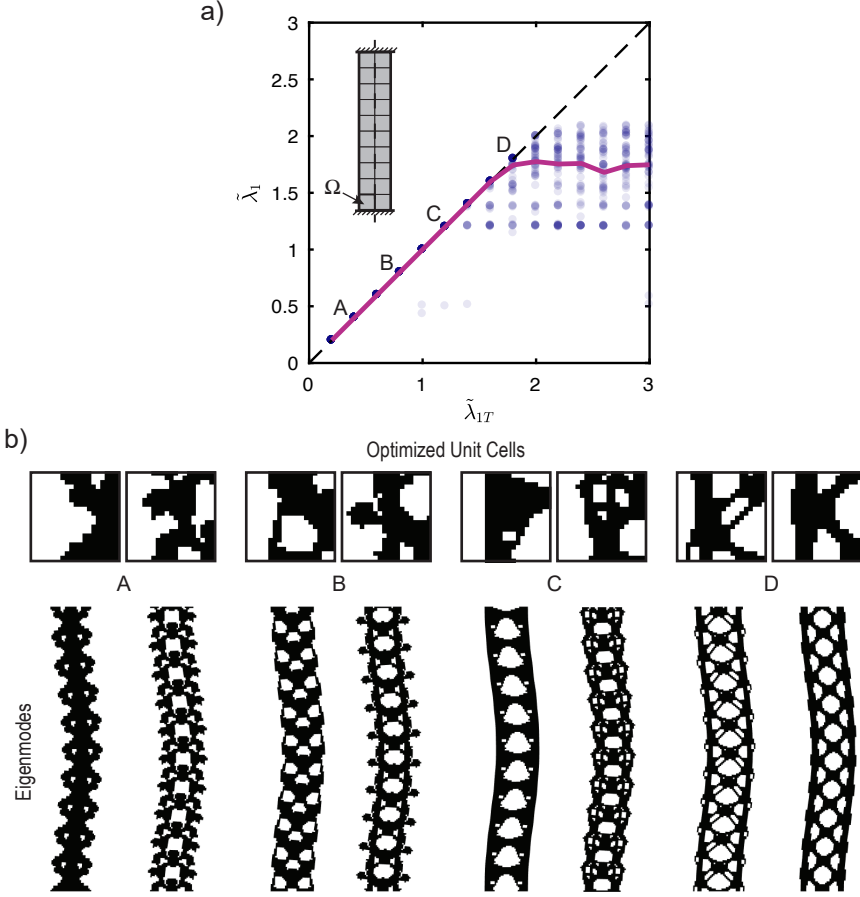 a)
3
2.5
2
1.5
1
0.5
0
λ̃₁
Ω
A
B
C
D
0 1 2 3
λ̃₁T
b)
Optimized Unit Cells
A B C D
Eigenmodes